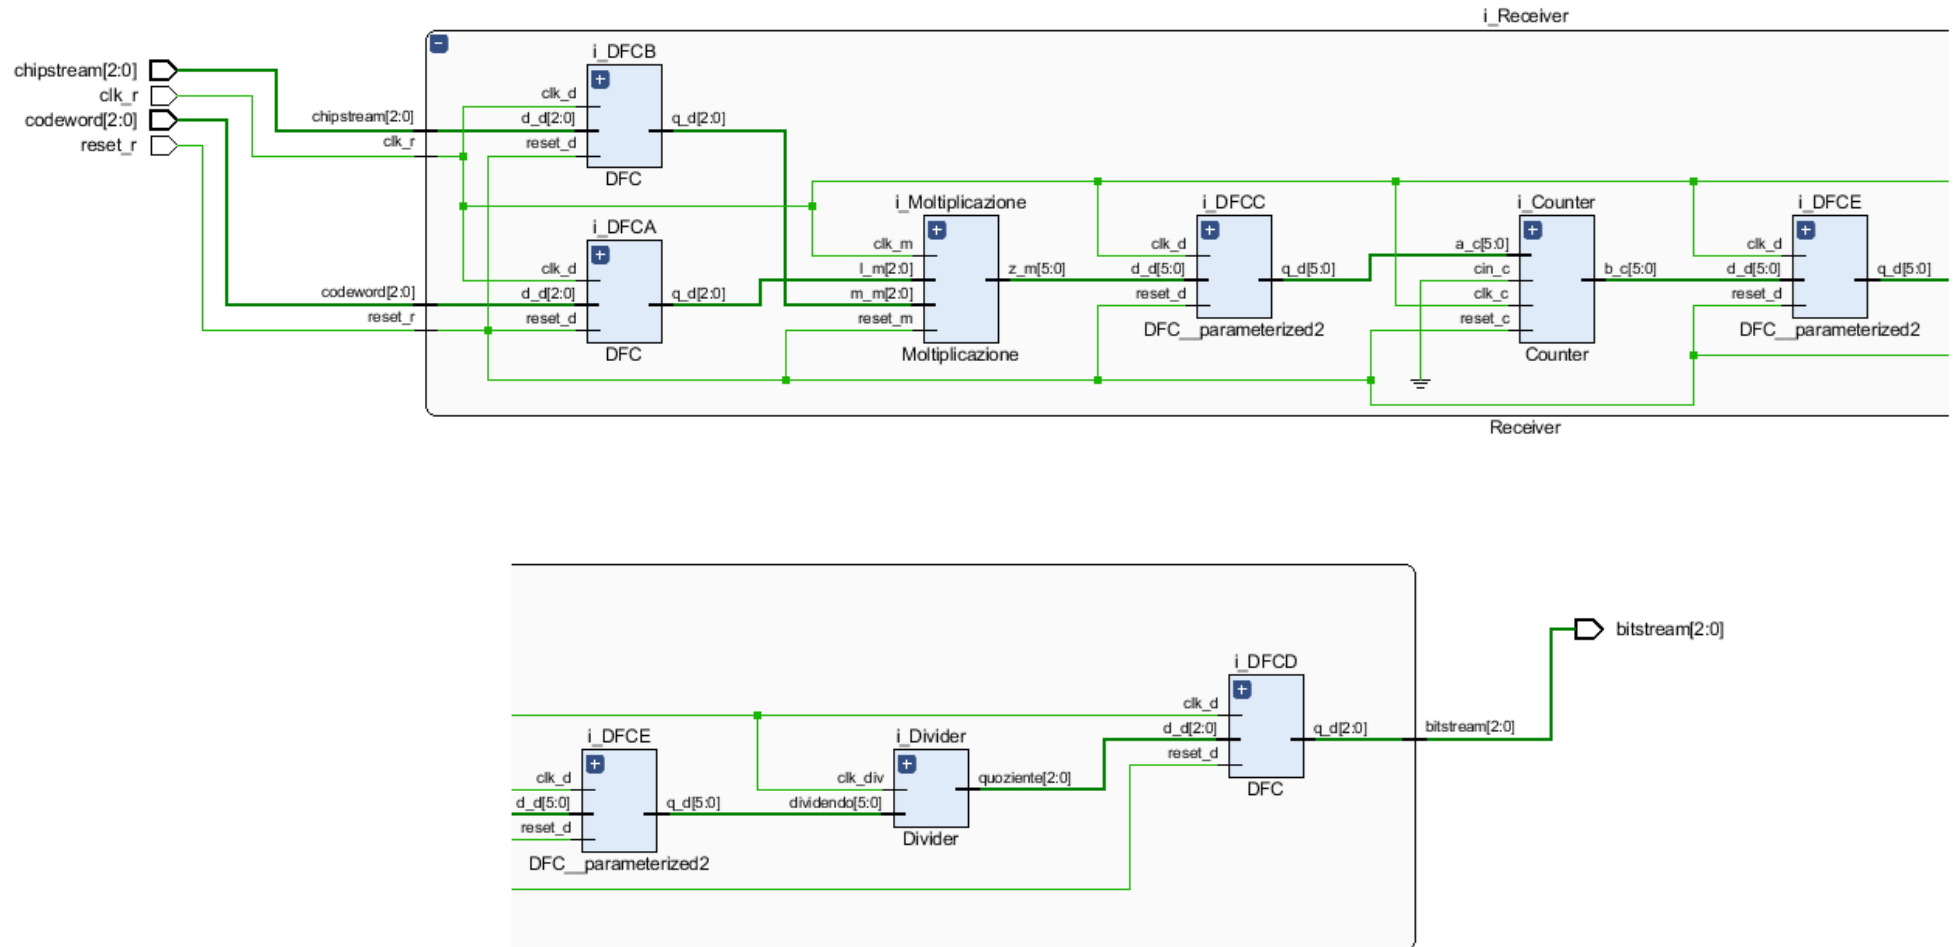 i_Receiver
chipstream[2:0]
clk_r
codeword[2:0]
reset_r
chipstream[2:0]
clk_r
codeword[2:0]
reset_r
i_DFCB
clk_d
d_d[2:0]
reset_d
q_d[2:0]
DFC
i_DFCA
clk_d
d_d[2:0]
reset_d
q_d[2:0]
DFC
i_Moltiplicazione
clk_m
l_m[2:0]
m_m[2:0]
reset_m
z_m[5:0]
Moltiplicazione
i_DFCC
clk_d
d_d[5:0]
reset_d
q_d[5:0]
DFC__parameterized2
i_Counter
a_c[5:0]
cin_c
clk_c
reset_c
b_c[5:0]
Counter
i_DFCE
clk_d
d_d[5:0]
reset_d
q_d[5:0]
DFC__parameterized2
Receiver
i_DFCE
clk_d
d_d[5:0]
reset_d
q_d[5:0]
DFC__parameterized2
i_Divider
clk_div
dividendo[5:0]
quoziente[2:0]
Divider
i_DFCD
clk_d
d_d[2:0]
reset_d
q_d[2:0]
DFC
bitstream[2:0]
bitstream[2:0]